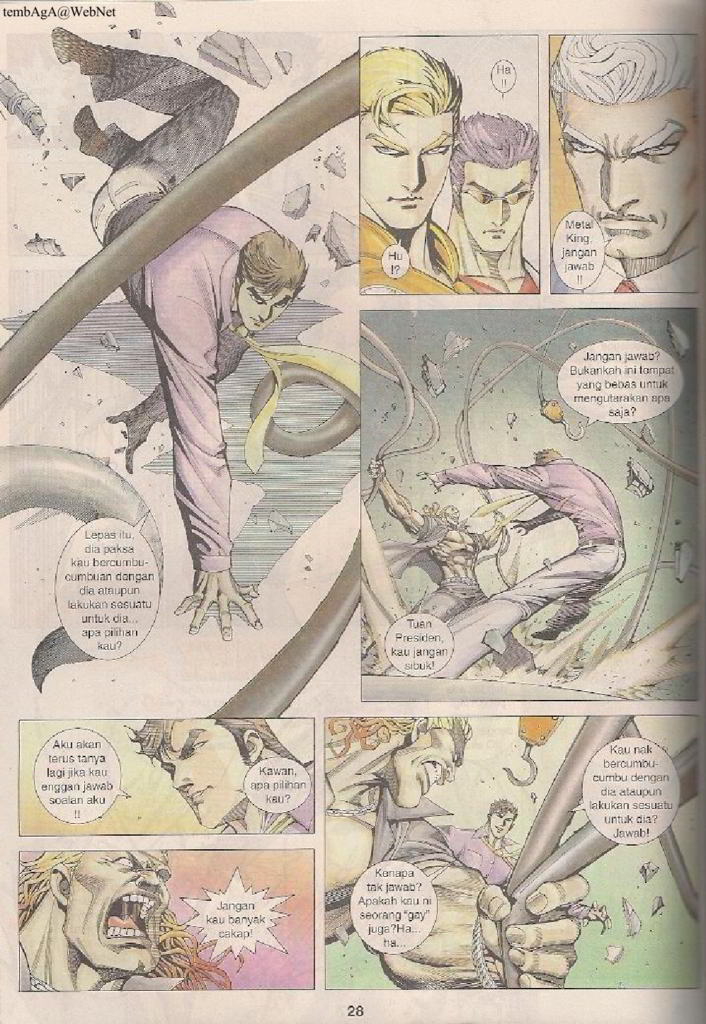 tembAgA@WebNet
Lepas itu,
dia paksa
kau bercumbu-
cumbuan dengan
dia ataupun
lakukan sesuatu
untuk dia...
apa pilihan
kau?
Hu
!?
Ha
!!
Metal
King,
jangan
jawab
!!
Jangan jawab?
Bukankah ini tempat
yang bebas untuk
mengutarakan apa
saja?
Tuan
Presiden,
kau jangan
sibuk!
Aku akan
terus tanya
lagi jika kau
enggan jawab
soalan aku
!!
Kawan,
apa pilihan
kau?
Jangan
kau banyak
cakap!
Kau nak
bercumbu-
cumbu dengan
dia ataupun
lakukan sesuatu
untuk dia?
Jawab!
Kenapa
tak jawab?
Apakah kau ni
seorang "gay"
juga?Ha...
ha...
28